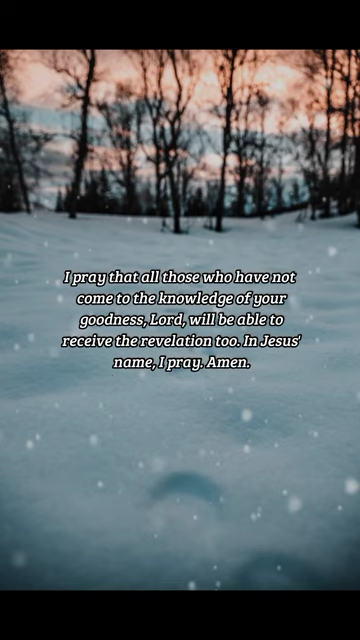 I pray that all those who have not
come to the knowledge of your
goodness, Lord, will be able to
receive the revelation too. In Jesus'
name, I pray. Amen.